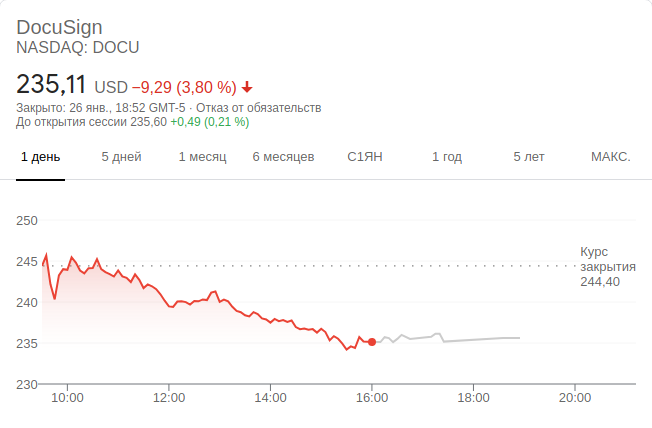 DocuSign
NASDAQ: DOCU
235,11 USD −9,29 (3,80 %)
Закрыто: 26 янв., 18:52 GMT-5 · Отказ от обязательств
До открытия сессии 235,60 +0,49 (0,21 %)
1 день 5 дней 1 месяц 6 месяцев С1ЯН 1 год 5 лет МАКС.
250
Курс
245 закрытия
244,40
240
235
230
10:00 12:00 14:00 16:00 18:00 20:00